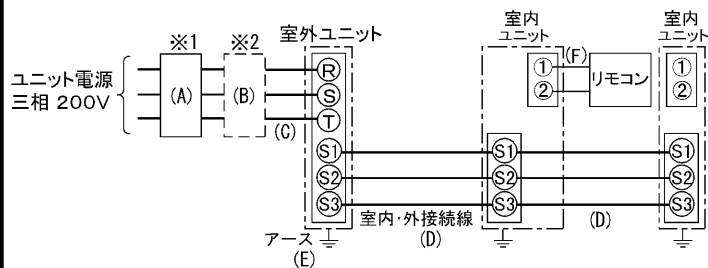 ※1
※2
室外ユニット
室内
ユニット
室内
ユニット
ユニット電源
三相 200V
(A)
(B)
(C)
R
S
T
①
②
(F)
リモコン
①
②
S1
S2
S3
S1
S2
S3
S1
S2
S3
室内・外接続線
(D)
(D)
アース
(E)